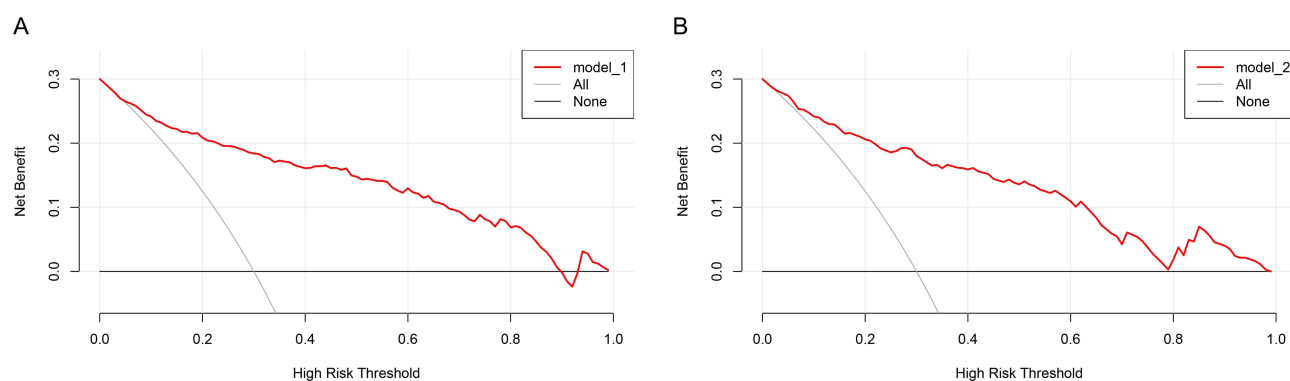 A
model_1
All
None
Net Benefit
0.3
0.2
0.1
0.0
0.0 0.2 0.4 0.6 0.8 1.0
High Risk Threshold
B
model_2
All
None
Net Benefit
0.3
0.2
0.1
0.0
0.0 0.2 0.4 0.6 0.8 1.0
High Risk Threshold